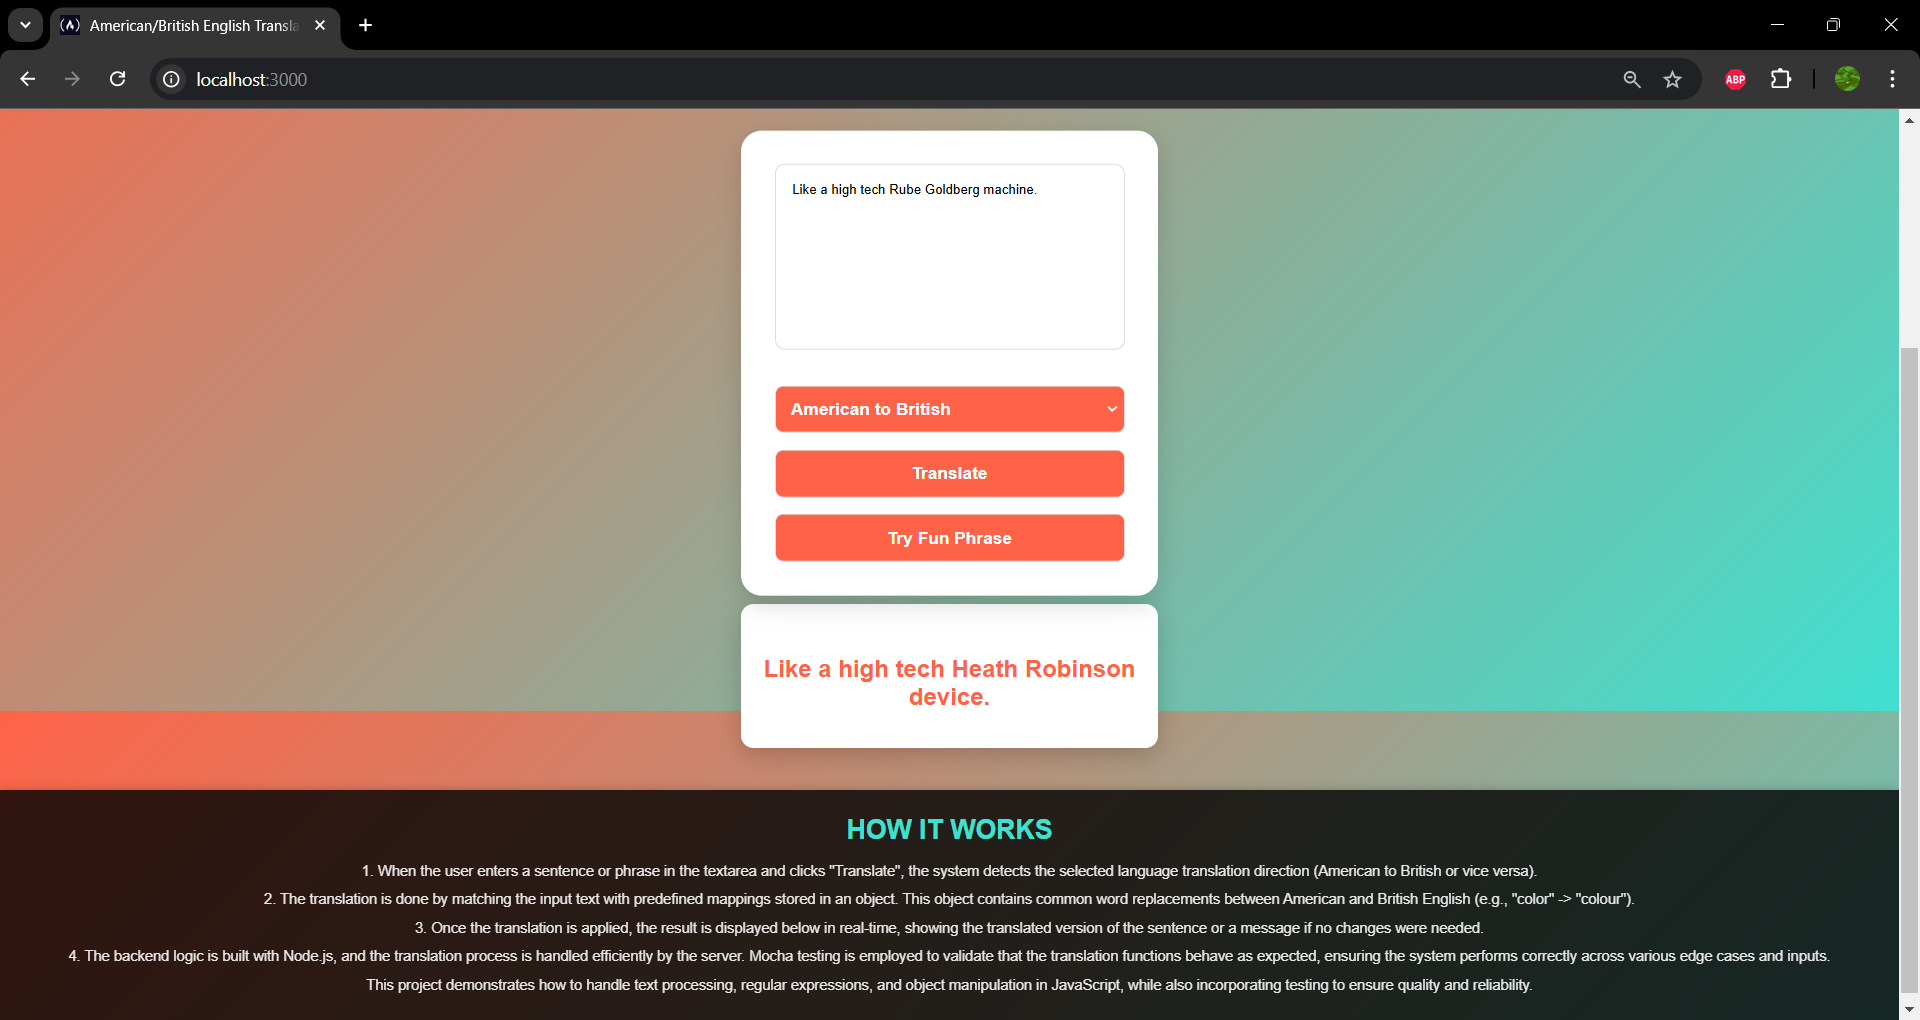 American/British English Transla
localhost:3000
ABP
Like a high tech Rube Goldberg machine.
American to British
Translate
Try Fun Phrase
Like a high tech Heath Robinson
device.
HOW IT WORKS
1. When the user enters a sentence or phrase in the textarea and clicks "Translate", the system detects the selected language translation direction (American to British or vice versa).
2. The translation is done by matching the input text with predefined mappings stored in an object. This object contains common word replacements between American and British English (e.g., "color" -> "colour").
3. Once the translation is applied, the result is displayed below in real-time, showing the translated version of the sentence or a message if no changes were needed.
4. The backend logic is built with Node.js, and the translation process is handled efficiently by the server. Mocha testing is employed to validate that the translation functions behave as expected, ensuring the system performs correctly across various edge cases and inputs.
This project demonstrates how to handle text processing, regular expressions, and object manipulation in JavaScript, while also incorporating testing to ensure quality and reliability.